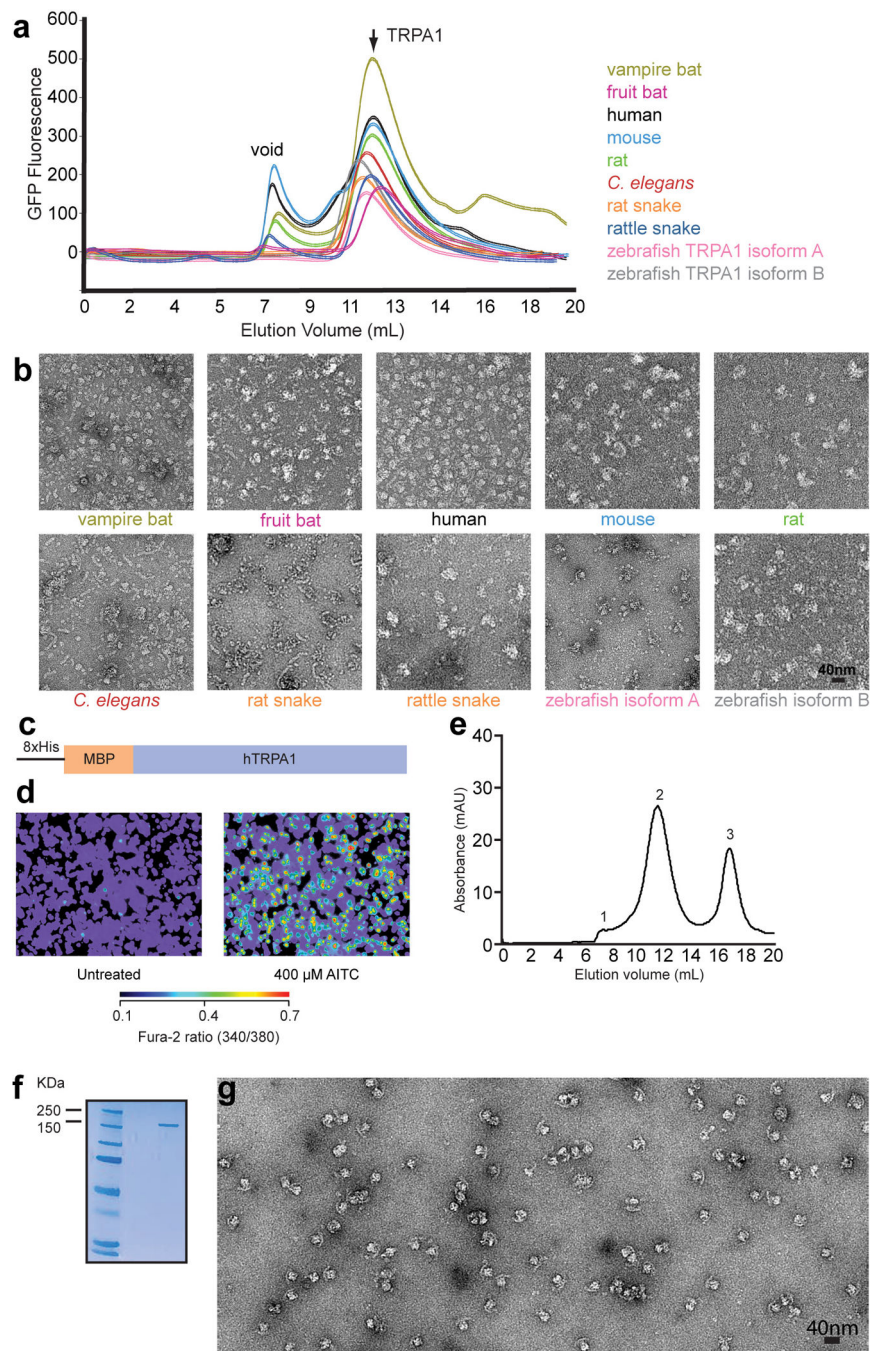 a
600
500
400
300
200
100
0
GFP Fluorescence
void
TRPA1
0 2 4 6 7 9 11 13 14 16 18 20
Elution Volume (mL)
vampire bat
fruit bat
human
mouse
rat
C. elegans
rat snake
rattle snake
zebrafish TRPA1 isoform A
zebrafish TRPA1 isoform B
b
vampire bat
fruit bat
human
mouse
rat
40nm
C. elegans
rat snake
rattle snake
zebrafish isoform A
zebrafish isoform B
c
8xHis
MBP
hTRPA1
d
Untreated
400 µM AITC
0.1 0.4 0.7
Fura-2 ratio (340/380)
e
40
30
20
10
0
Absorbance (mAU)
1
2
3
0 2 4 6 8 10 12 14 16 18 20
Elution volume (mL)
f
KDa
250
150
g
40nm